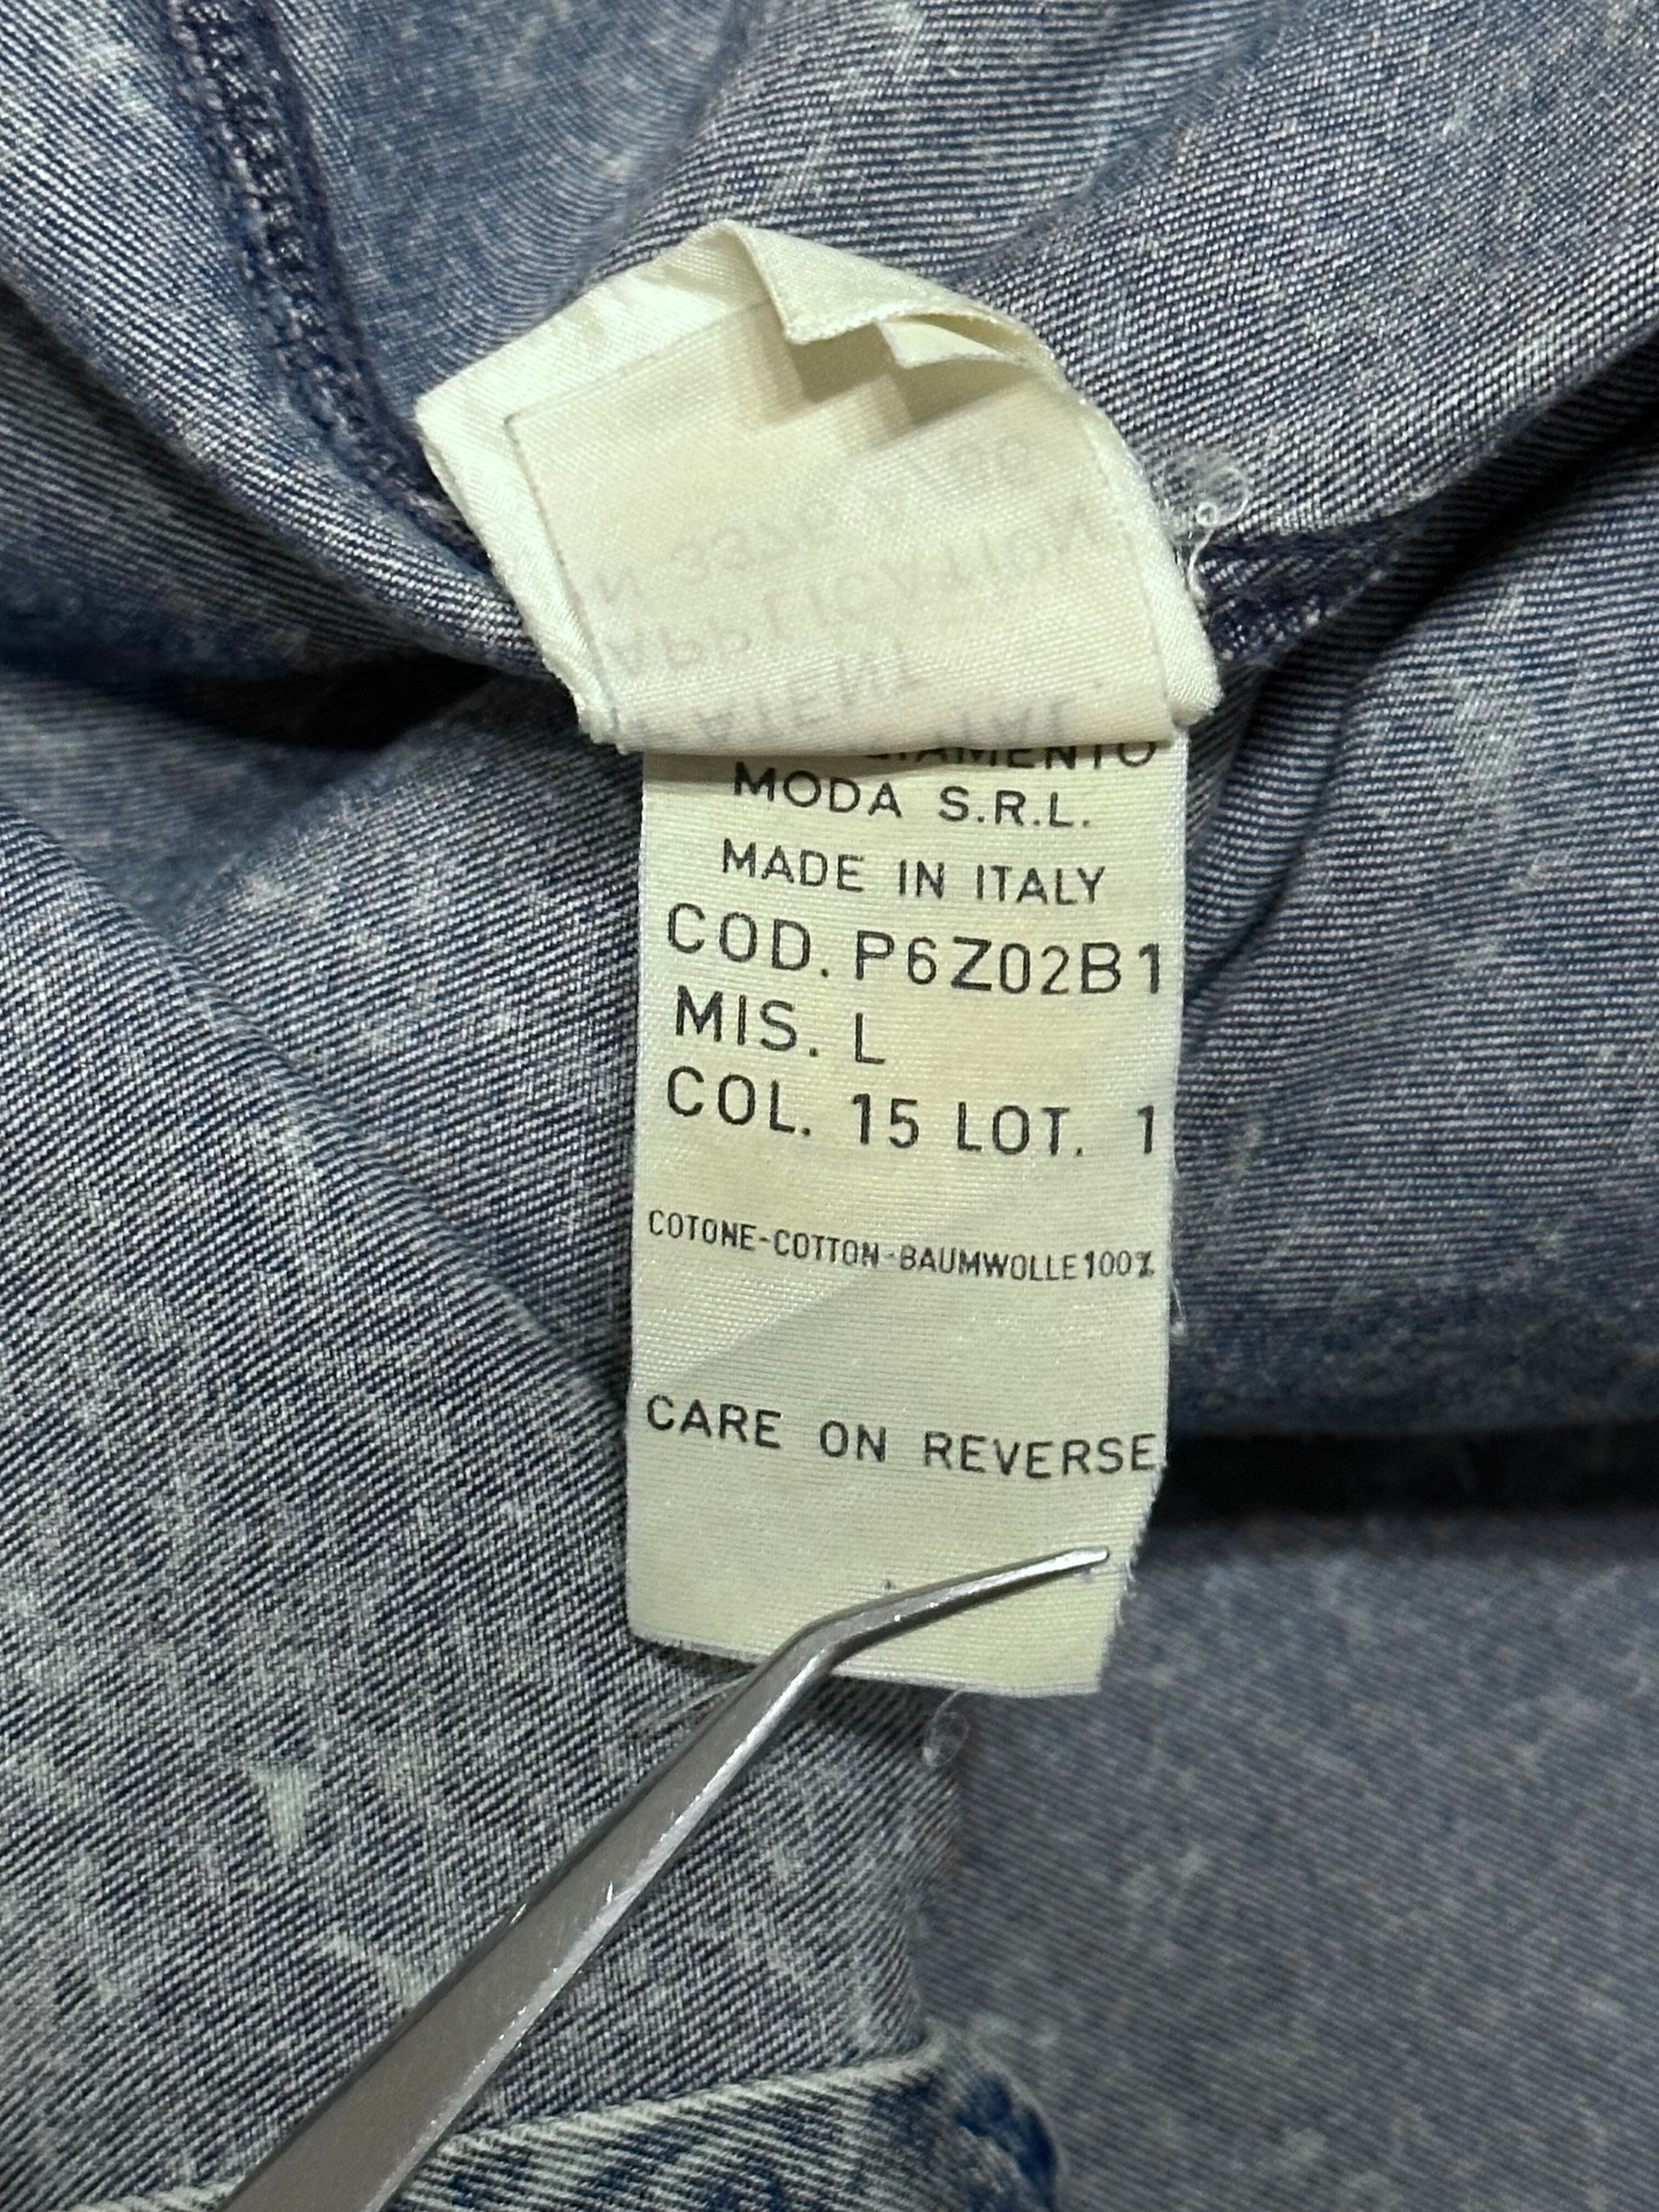 MODA S.R.L.
MADE IN ITALY
COD. P6Z02B1
MIS. L
COL. 15 LOT. 1
COTONE-COTTON-BAUMWOLLE 100%
CARE ON REVERSE